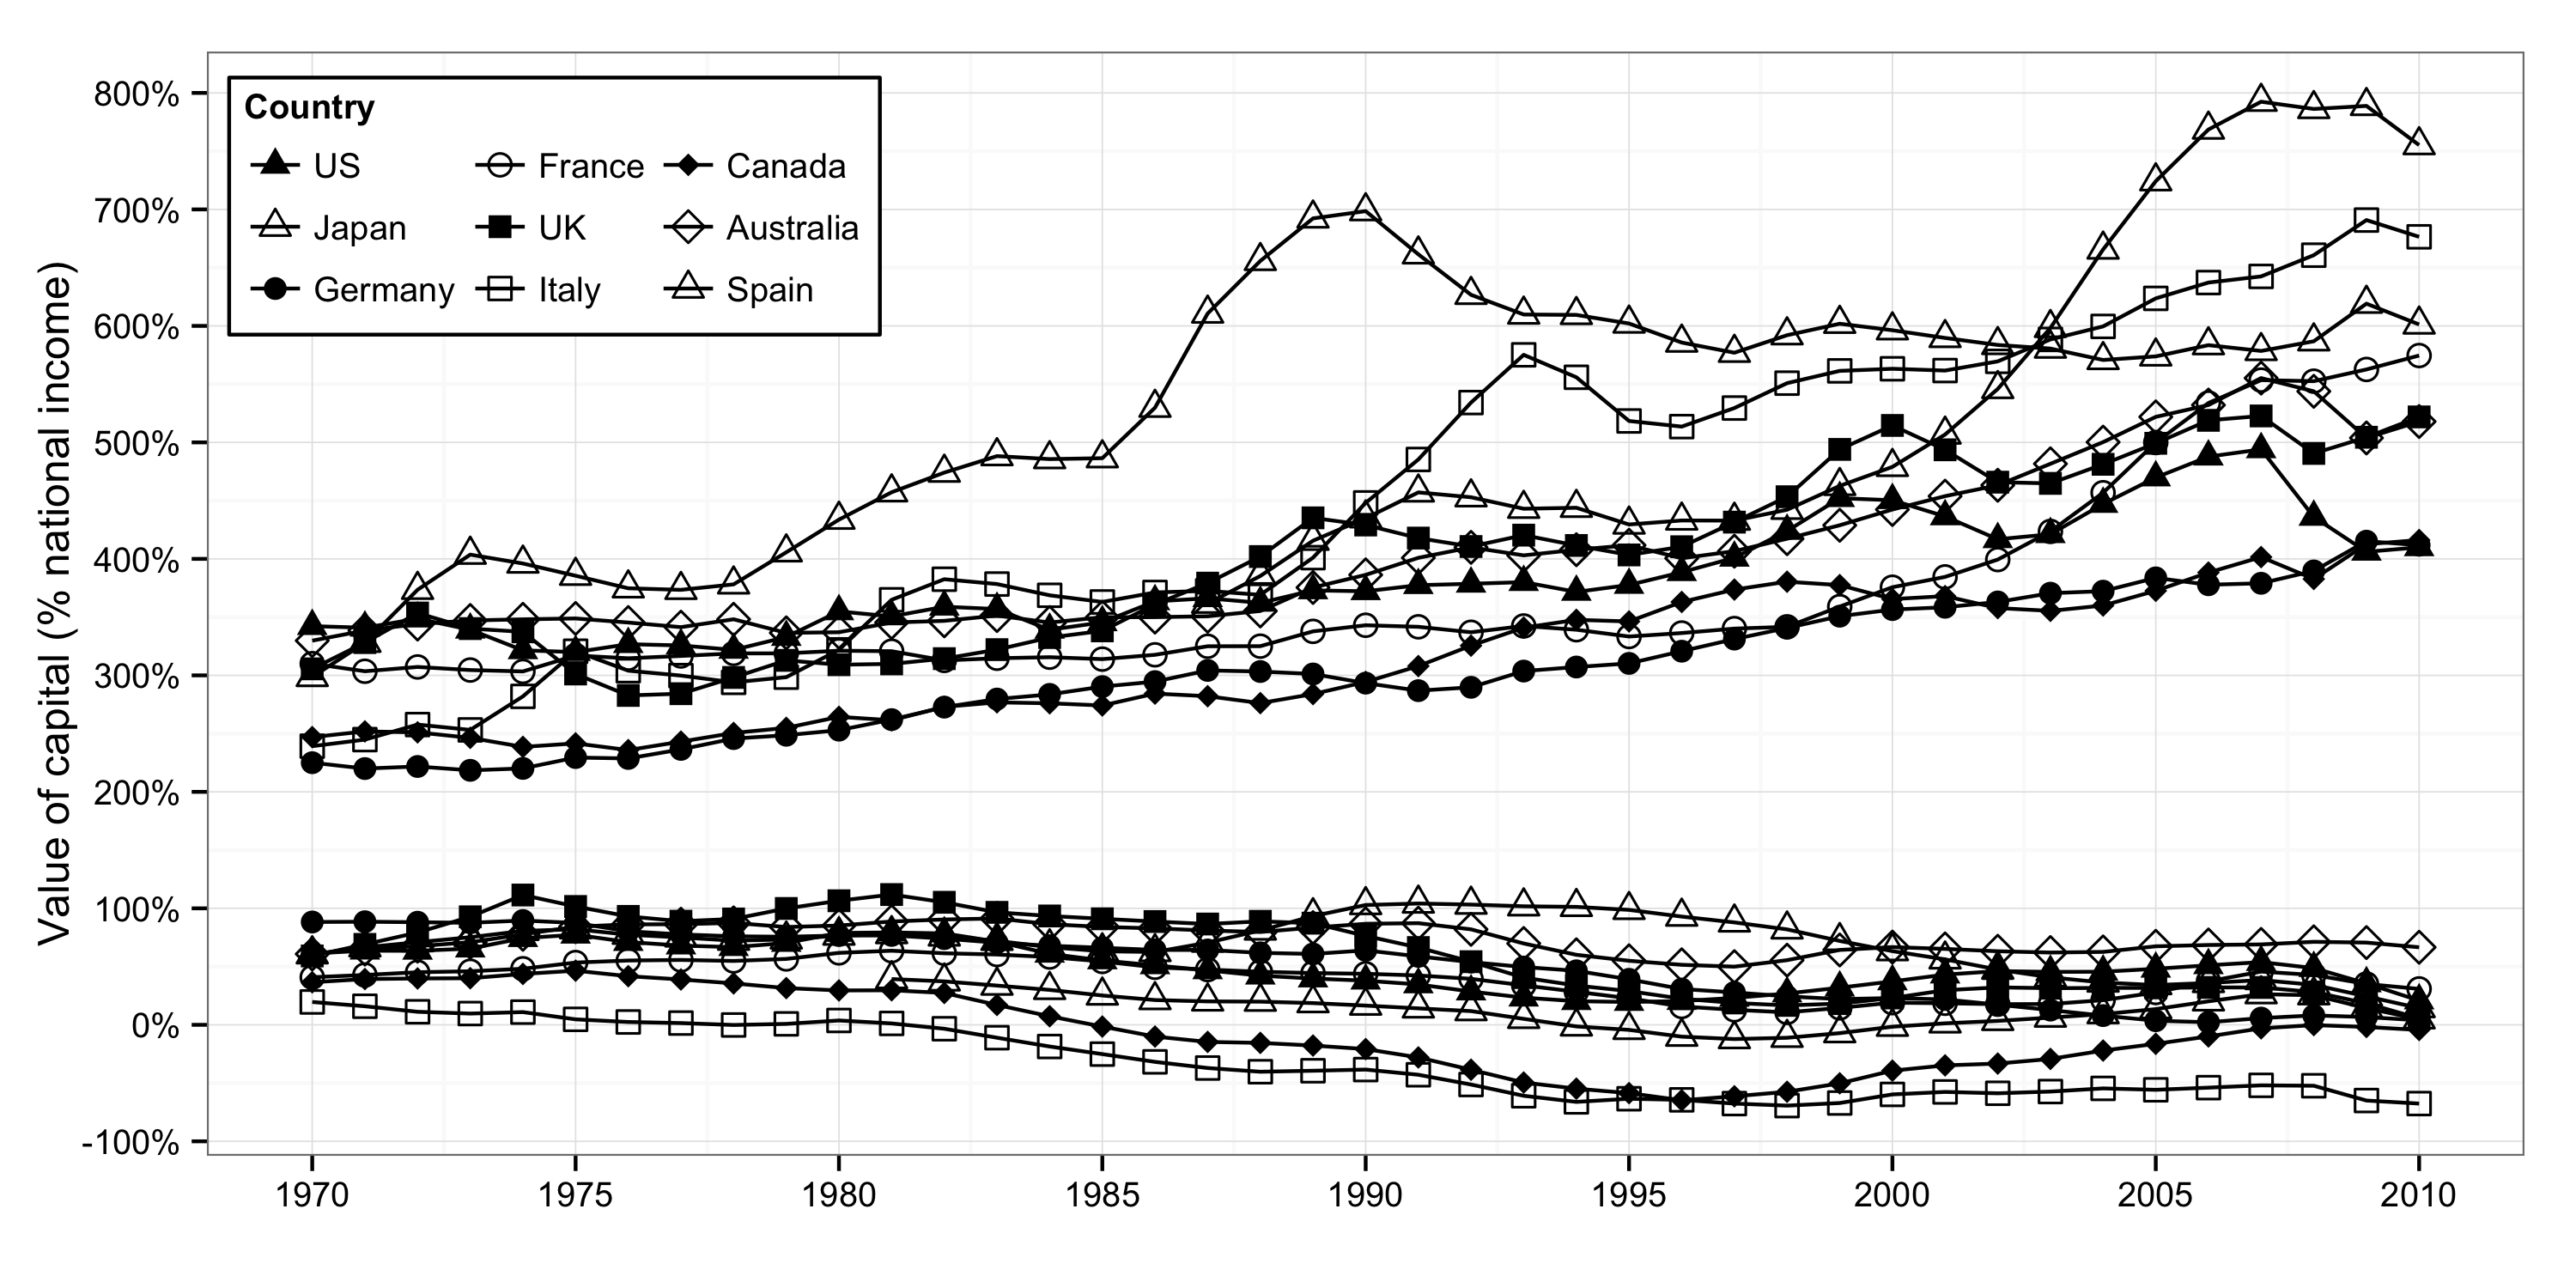 Value of capital (% national income)
800%
700%
600%
500%
400%
300%
200%
100%
0%
-100%
Country
US France Canada
Japan UK Australia
Germany Italy Spain
1970 1975 1980 1985 1990 1995 2000 2005 2010